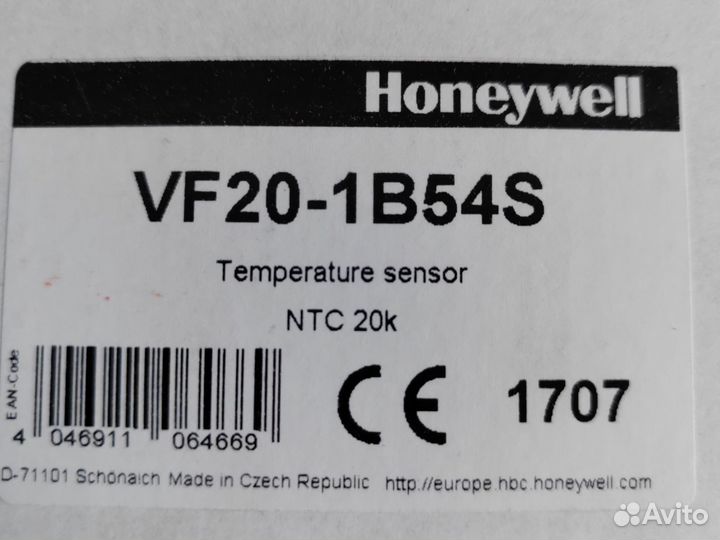 Honeywell
VF20-1B54S
Temperature sensor
NTC 20k
EAN-Code
CE 1707
4 046911 064669
D-71101 Schönaich Made in Czech Republic http://europe.hbc.honeywell.com
Avito